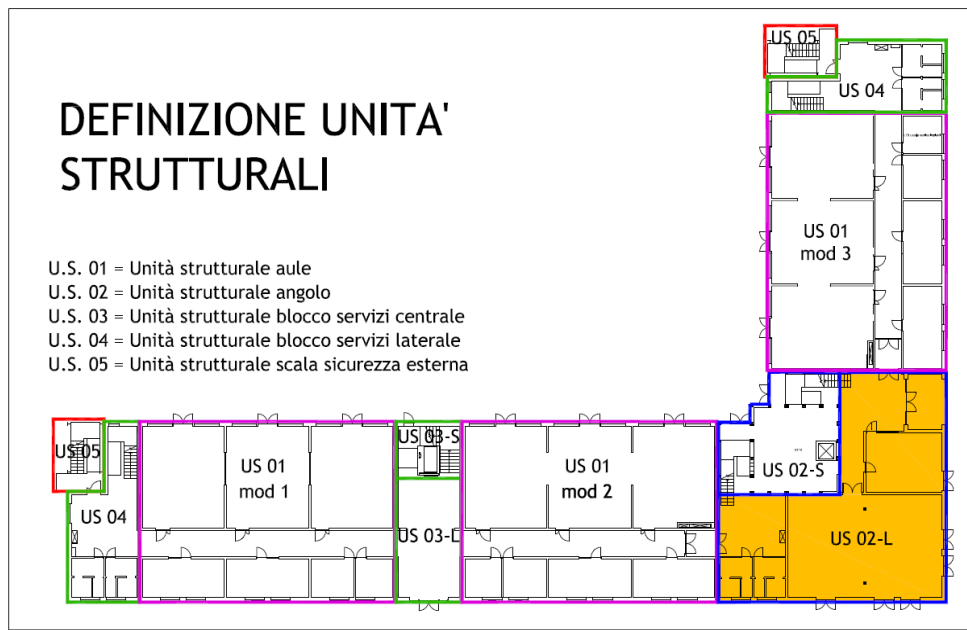 DEFINIZIONE UNITA'
STRUTTURALI
U.S. 01 = Unità strutturale aule
U.S. 02 = Unità strutturale angolo
U.S. 03 = Unità strutturale blocco servizi centrale
U.S. 04 = Unità strutturale blocco servizi laterale
U.S. 05 = Unità strutturale scala sicurezza esterna
US 05
US 04
US 01
mod 3
US 05
US 04
US 01
mod 1
US 03-S
US 03-L
US 01
mod 2
US 02-S
US 02-L